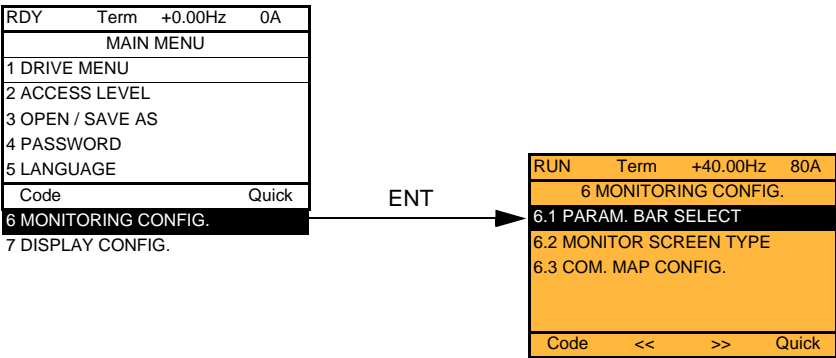 RDY Term +0.00Hz 0A
MAIN MENU
1 DRIVE MENU
2 ACCESS LEVEL
3 OPEN / SAVE AS
4 PASSWORD
5 LANGUAGE
Code Quick
6 MONITORING CONFIG.
7 DISPLAY CONFIG.
ENT
RUN Term +40.00Hz 80A
6 MONITORING CONFIG.
6.1 PARAM. BAR SELECT
6.2 MONITOR SCREEN TYPE
6.3 COM. MAP CONFIG.
Code << >> Quick